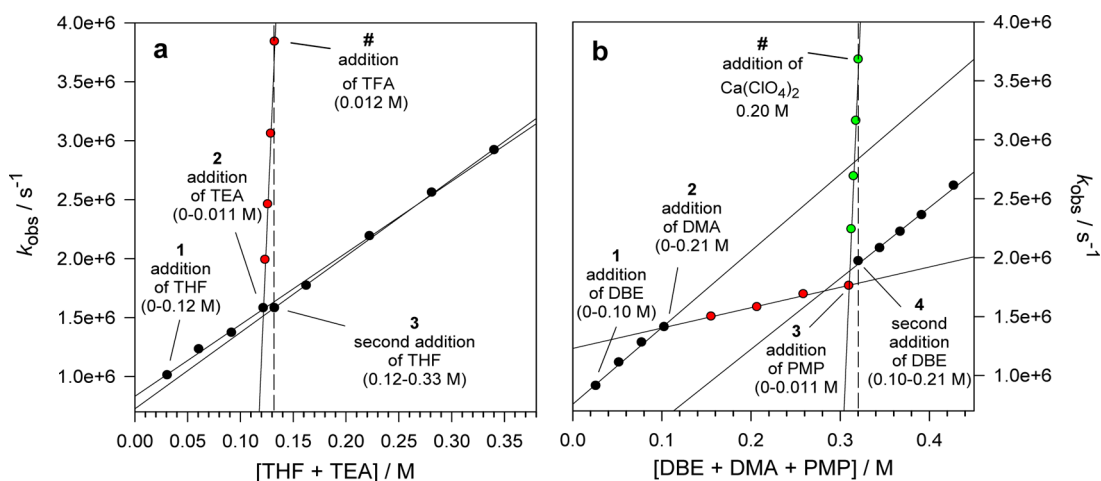 a
4.0e+6
3.5e+6
3.0e+6
2.5e+6
2.0e+6
1.5e+6
1.0e+6
kobs / s-1
#
addition
of TFA
(0.012 M)
2
addition
of TEA
(0-0.011 M)
1
addition
of THF
(0-0.12 M)
3
second addition
of THF
(0.12-0.33 M)
0.00 0.05 0.10 0.15 0.20 0.25 0.30 0.35
[THF + TEA] / M
b
#
addition of
Ca(ClO4)2
0.20 M
2
addition
of DMA
(0-0.21 M
1
addition
of DBE
(0-0.10 M)
3
addition
of PMP
(0-0.011 M
4
second
addition
of DBE
(0.10-0.21 M)
4.0e+6
3.5e+6
3.0e+6
2.5e+6
2.0e+6
1.5e+6
1.0e+6
kobs / s-1
0.0 0.1 0.2 0.3 0.4
[DBE + DMA + PMP] / M